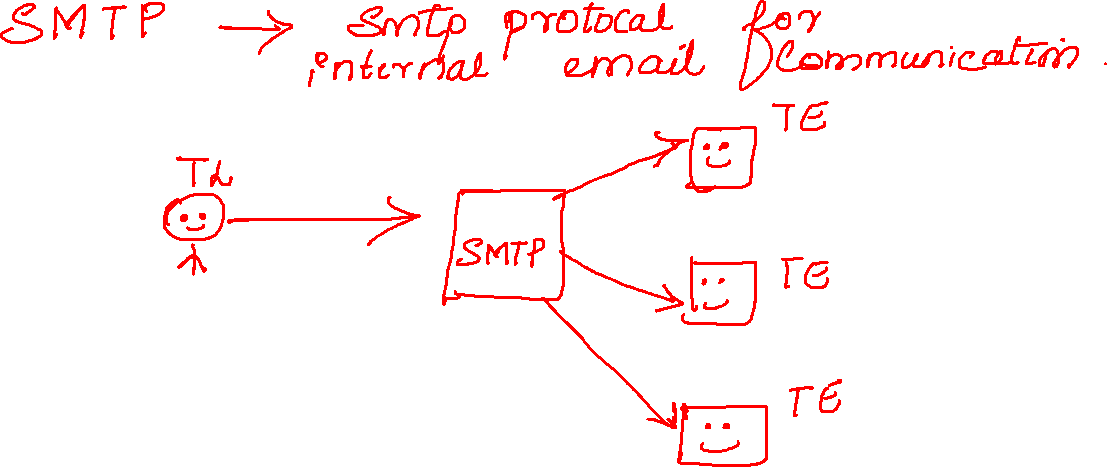 SMTP → Smtp protocal for
internal email communication.
TL
TE
SMTP
TE
TE